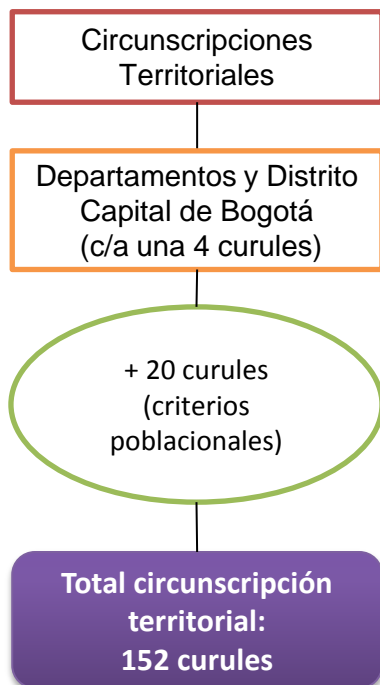 Circunscripciones
Territoriales
Departamentos y Distrito
Capital de Bogotá
(c/a una 4 curules)
+ 20 curules
(criterios
poblacionales)
Total circunscripción
territorial:
152 curules